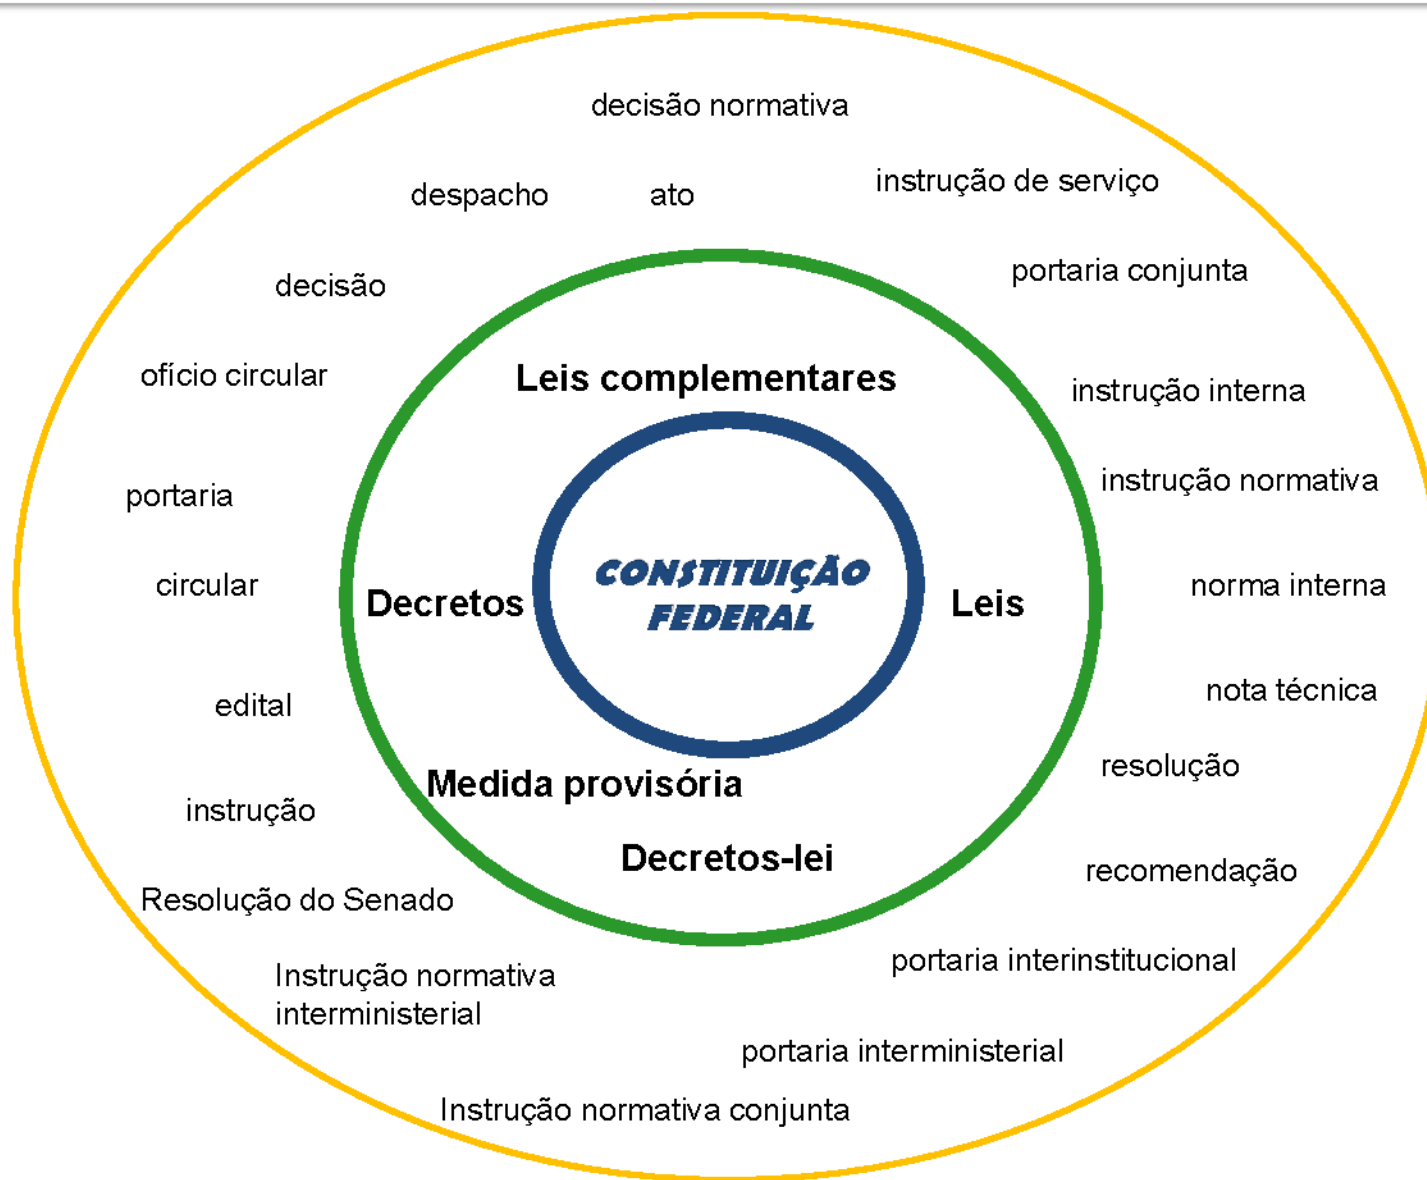 decisão normativa
instrução de serviço
despacho
ato
portaria conjunta
decisão
ofício circular
Leis complementares
instrução interna
instrução normativa
portaria
circular
CONSTITUIÇÃO
FEDERAL
Decretos
Leis
norma interna
edital
nota técnica
resolução
Medida provisória
instrução
Decretos-lei
recomendação
Resolução do Senado
portaria interinstitucional
Instrução normativa
interministerial
portaria interministerial
Instrução normativa conjunta